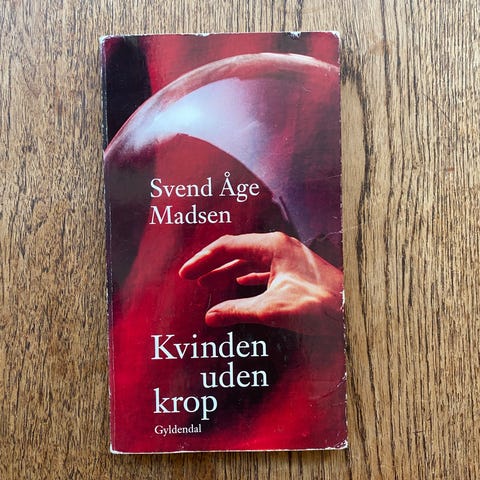 Svend Åge
Madsen
Kvinden
uden
krop
Gyldendal